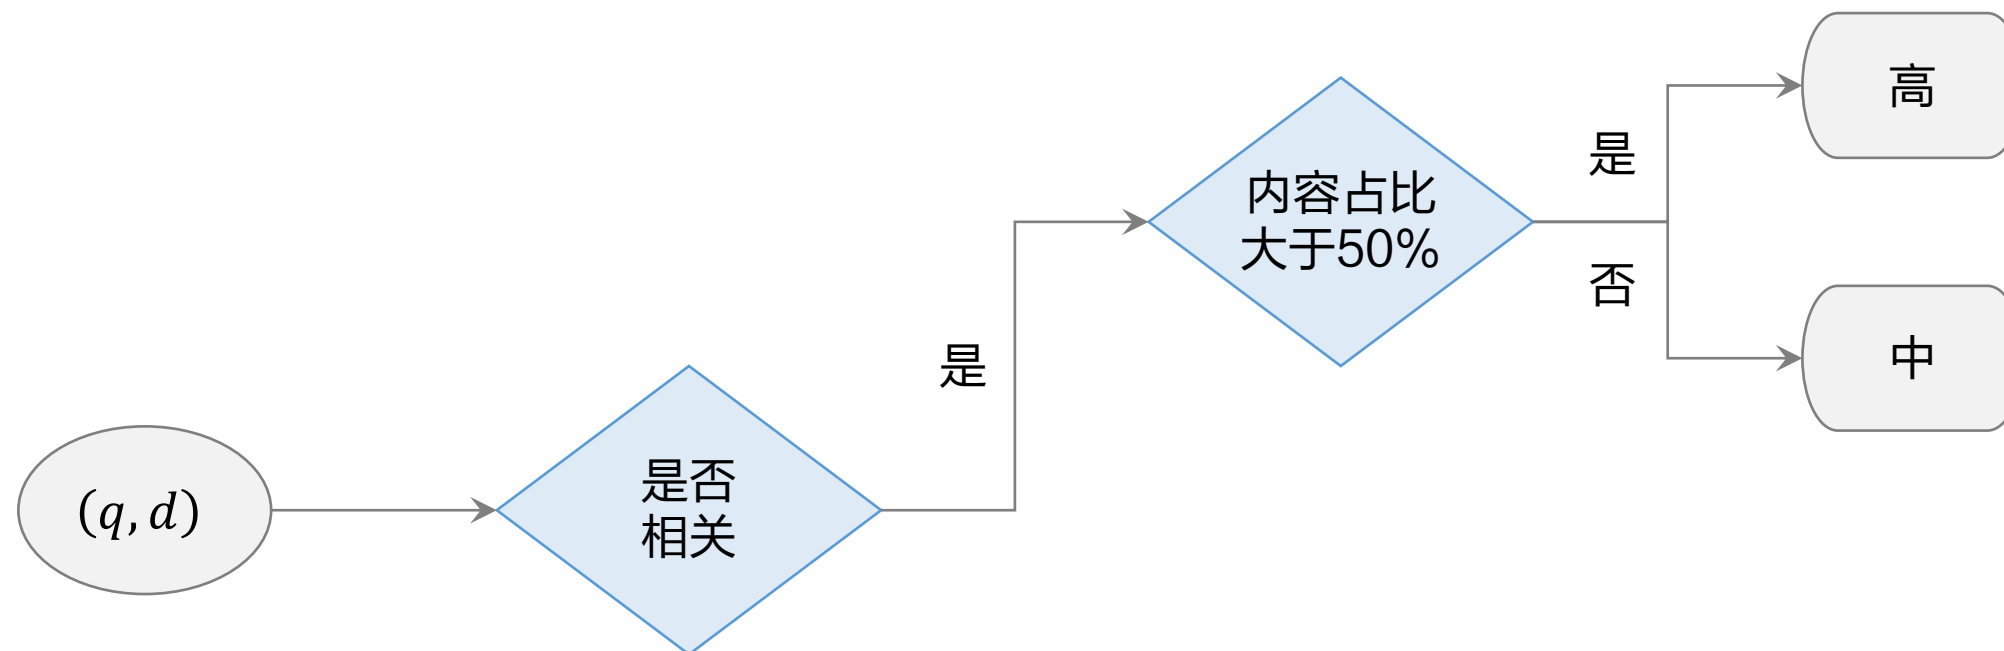 (q, d)
是否
相关
是
内容占比
大于50%
是
否
高
中